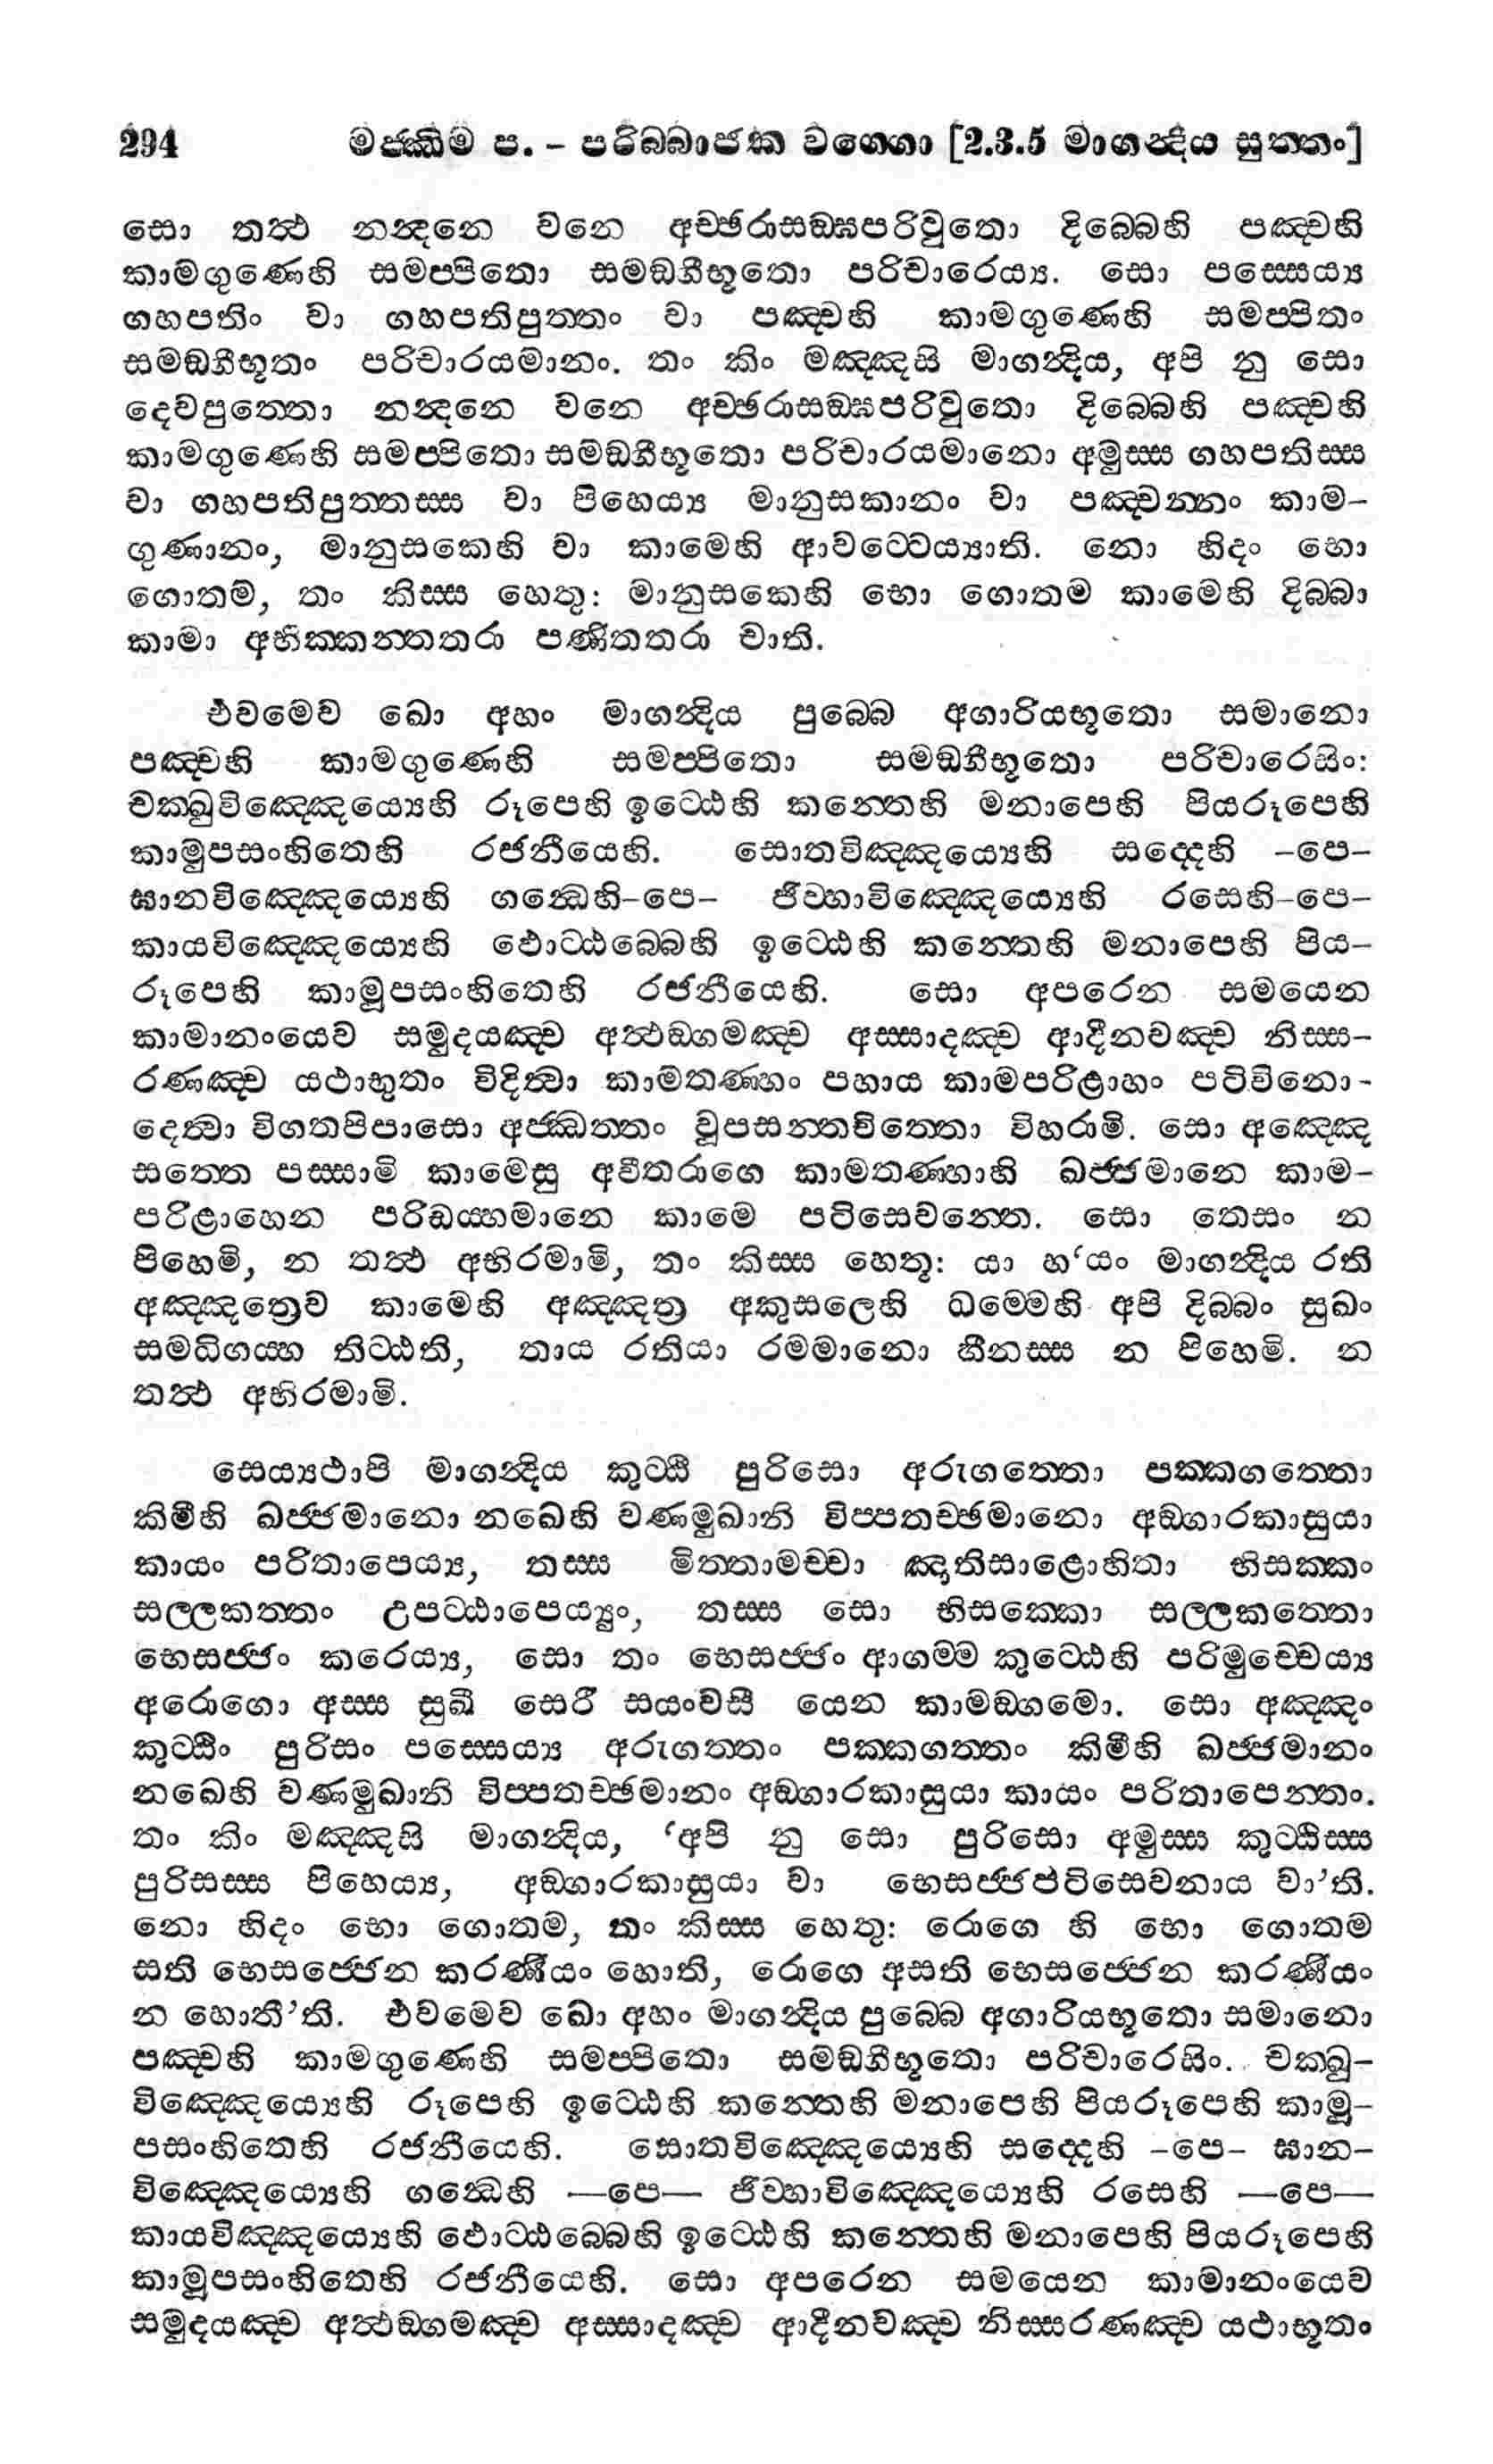 294 මජ්ඣිම ප. - පරිබ්බාජක වග්ගො [2.3.5 මාගන්දිය සුත්තං]
සො තත්ථ නන්දනෙ වනෙ අච්ඡරාසඞ්ඝපරිවුතො දිබ්බෙහි පඤ්චහි
කාමගුණෙහි සමප්පිතො සමඞ්ගීභූතො පරිචාරෙය්‍ය. සො පස්සෙය්‍ය
ගහපතිං වා ගහපතිපුත්තං වා පඤ්චහි කාමගුණෙහි සමප්පිතං
සමඞ්ගීභූතං පරිචාරයමානං. තං කිං මඤ්ඤසි මාගන්දිය, අපි නු සො
දෙවපුත්තො නන්දනෙ වනෙ අච්ඡරාසඞ්ඝපරිවුතො දිබ්බෙහි පඤ්චහි
කාමගුණෙහි සමප්පිතො සමඞ්ගීභූතො පරිචාරයමානො අමුස්ස ගහපතිස්ස
වා ගහපතිපුත්තස්ස වා පිහෙය්‍ය මානුසකානං වා පඤ්චන්නං කාම-
ගුණානං, මානුසකෙහි වා කාමෙහි ආවට්ටෙය්‍යාති. නො හිදං භො
ගොතම, තං කිස්ස හෙතු: මානුසකෙහි භො ගොතම කාමෙහි දිබ්බා
කාමා අභික්කන්තතරා පණීතතරා චාති.
එවමෙව ඛො අහං මාගන්දිය පුබ්බෙ අගාරියභූතො සමානො
පඤ්චහි කාමගුණෙහි සමප්පිතො සමඞ්ගීභූතො පරිචාරෙසිං:
චක්ඛුවිඤ්ඤෙය්‍යෙහි රූපෙහි ඉට්ඨෙහි කන්තෙහි මනාපෙහි පියරූපෙහි
කාමුපසංහිතෙහි රජනීයෙහි. සොතවිඤ්ඤය්‍යෙහි සද්දෙහි -පෙ-
ඝානවිඤ්ඤෙය්‍යෙහි ගන්ධෙහි-පෙ- ජිව්හාවිඤ්ඤෙය්‍යෙහි රසෙහි-පෙ-
කායවිඤ්ඤෙය්‍යෙහි ඵොට්ඨබ්බෙහි ඉට්ඨෙහි කන්තෙහි මනාපෙහි පිය-
රූපෙහි කාමූපසංහිතෙහි රජනීයෙහි. සො අපරෙන සමයෙන
කාමානංයෙව සමුදයඤ්ච අත්ථඞ්ගමඤ්ච අස්සාදඤ්ච ආදීනවඤ්ච නිස්ස-
රණඤ්ච යථාභුතං විදිත්වා කාමතණ්හං පහාය කාමපරිළාහං පටිවිනො-
දෙත්වා විගතපිපාසො අජ්ඣත්තං වූපසන්තචිත්තො විහරාමි. සො අඤ්ඤෙ
සත්තෙ පස්සාමි කාමෙසු අවීතරාගෙ කාමතණ්හාහි ඛජ්ජමානෙ කාම-
පරිළාහෙන පරිඩය්හමානෙ කාමෙ පටිසෙවන්තෙ. සො තෙසං න
පිහෙමි, න තත්ථ අභිරමාමි, තං කිස්ස හෙතූ: යා හ‘යං මාගන්දිය රති
අඤ්ඤත්‍රෙව කාමෙහි අඤ්ඤත්‍ර අකුසලෙහි ධම්මෙහි අපි දිබ්බං සුඛං
සමධිගය්හ තිට්ඨති, තාය රතියා රමමානො හීනස්ස න පිහෙමි. න
තත්ථ අභිරමාමි.
සෙය්‍යථාපි මාගන්දිය කුට්ඨී පුරිසො අරුගත්තො පක්කගත්තො
කිමීහි ඛජ්ජමානො නඛෙහි වණමුඛානි විප්පතච්ඡමානො අඞ්ගාරකාසුයා
කායං පරිතාපෙය්‍ය, තස්ස මිත්තාමච්චා ඤාතිසාළොහිතා භිසක්කං
සල්ලකත්තං උපට්ඨාපෙය්‍යුං, තස්ස සො භිසක්කො සල්ලකත්තො
භෙසජ්ජං කරෙය්‍ය, සො තං භෙසජ්ජං ආගම්ම කුට්ඨෙහි පරිමුච්චෙය්‍ය
අරොගො අස්ස සුඛී සෙරී සයංවසී යෙන කාමඞ්ගමො. සො අඤ්ඤං
කුට්ඨිං පුරිසං පස්සෙය්‍ය අරුගත්තං පක්කගත්තං කිමීහි ඛජ්ජමානං
නඛෙහි වණමුඛානි විප්පතච්ඡමානං අඞ්ගාරකාසුයා කායං පරිතාපෙන්තං.
තං කිං මඤ්ඤසි මාගන්දිය, ‘අපි නු සො පුරිසො අමුස්ස කුට්ඨිස්ස
පුරිසස්ස පිහෙය්‍ය, අඞ්ගාරකාසුයා වා භෙසජ්ජප්පටිසෙවනාය වා’ති.
නො හිදං භො ගොතම, තං කිස්ස හෙතු: රොගෙ හි භො ගොතම
සති භෙසජ්ජෙන කරණීයං හොති, රොගෙ අසති භෙසජ්ජෙන කරණීයං
න හොතී’ති. එවමෙව ඛො අහං මාගන්දිය පුබ්බෙ අගාරියභූතො සමානො
පඤ්චහි කාමගුණෙහි සමප්පිතො සමඞ්ගීභූතො පරිචාරෙසිං. චක්ඛු-
විඤ්ඤෙය්‍යෙහි රූපෙහි ඉට්ඨෙහි කන්තෙහි මනාපෙහි පියරූපෙහි කාමූ-
පසංහිතෙහි රජනීයෙහි. සොතවිඤ්ඤෙය්‍යෙහි සද්දෙහි -පෙ- ඝාන-
විඤ්ඤෙය්‍යෙහි ගන්ධෙහි —පෙ— ජිව්හාවිඤ්ඤෙය්‍යෙහි රසෙහි —පෙ—
කායවිඤ්ඤය්‍යෙහි ඵොට්ඨබ්බෙහි ඉට්ඨෙහි කන්තෙහි මනාපෙහි පියරූපෙහි
කාමූපසංහිතෙහි රජනීයෙහි. සො අපරෙන සමයෙන කාමානංයෙව
සමුදයඤ්ච අත්ථඞ්ගමඤ්ච අස්සාදඤ්ච ආදීනවඤ්ච නිස්සරණඤ්ච යථාභූතං